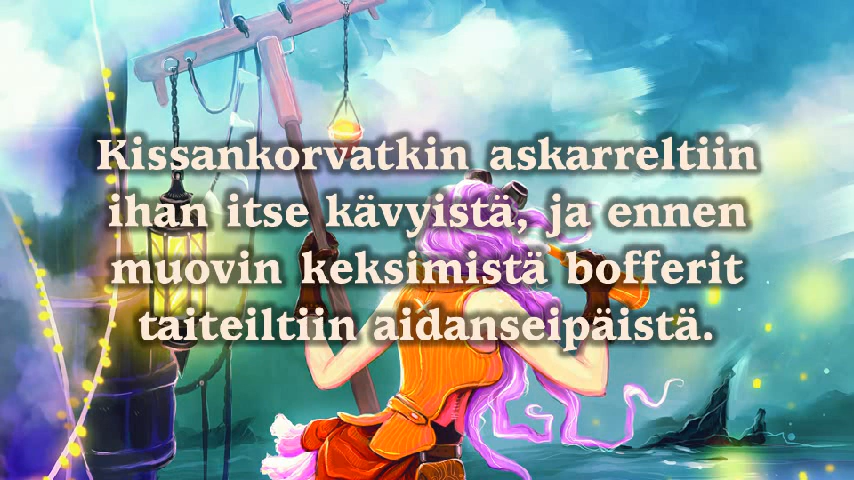 Kissankorvatkin askarreltiin
ihan itse kävyistä, ja ennen
muovin keksimistä bofferit
taiteiltiin aidanseipäistä.